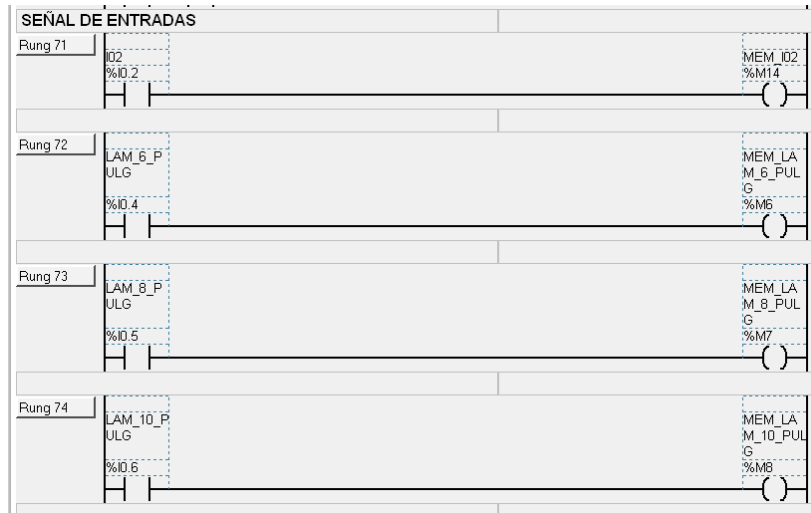 SEÑAL DE ENTRADAS
Rung 71
I02
%I0.2
MEM_I02
%M14
Rung 72
LAM_6_P
ULG
%I0.4
MEM_LA
M_6_PUL
G
%M6
Rung 73
LAM_8_P
ULG
%I0.5
MEM_LA
M_8_PUL
G
%M7
Rung 74
LAM_10_P
ULG
%I0.6
MEM_LA
M_10_PUL
G
%M8